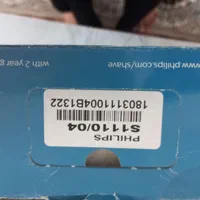 PHILIPS
S1110/04
1803111004B1322
www.philips.com/shave
with 2 year g